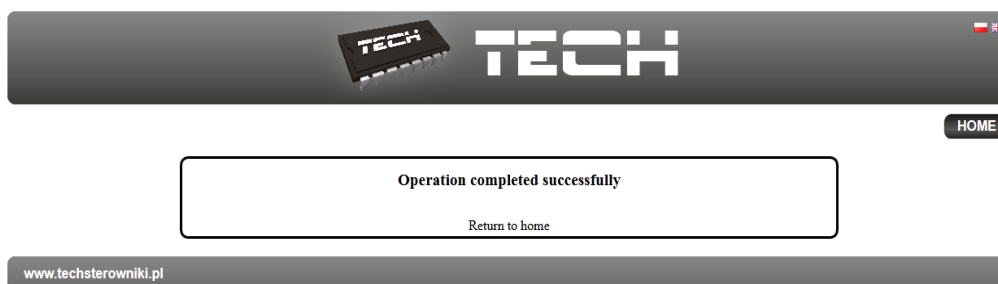 TECH
TECH
HOME
Operation completed successfully
Return to home
www.techsterowniki.pl